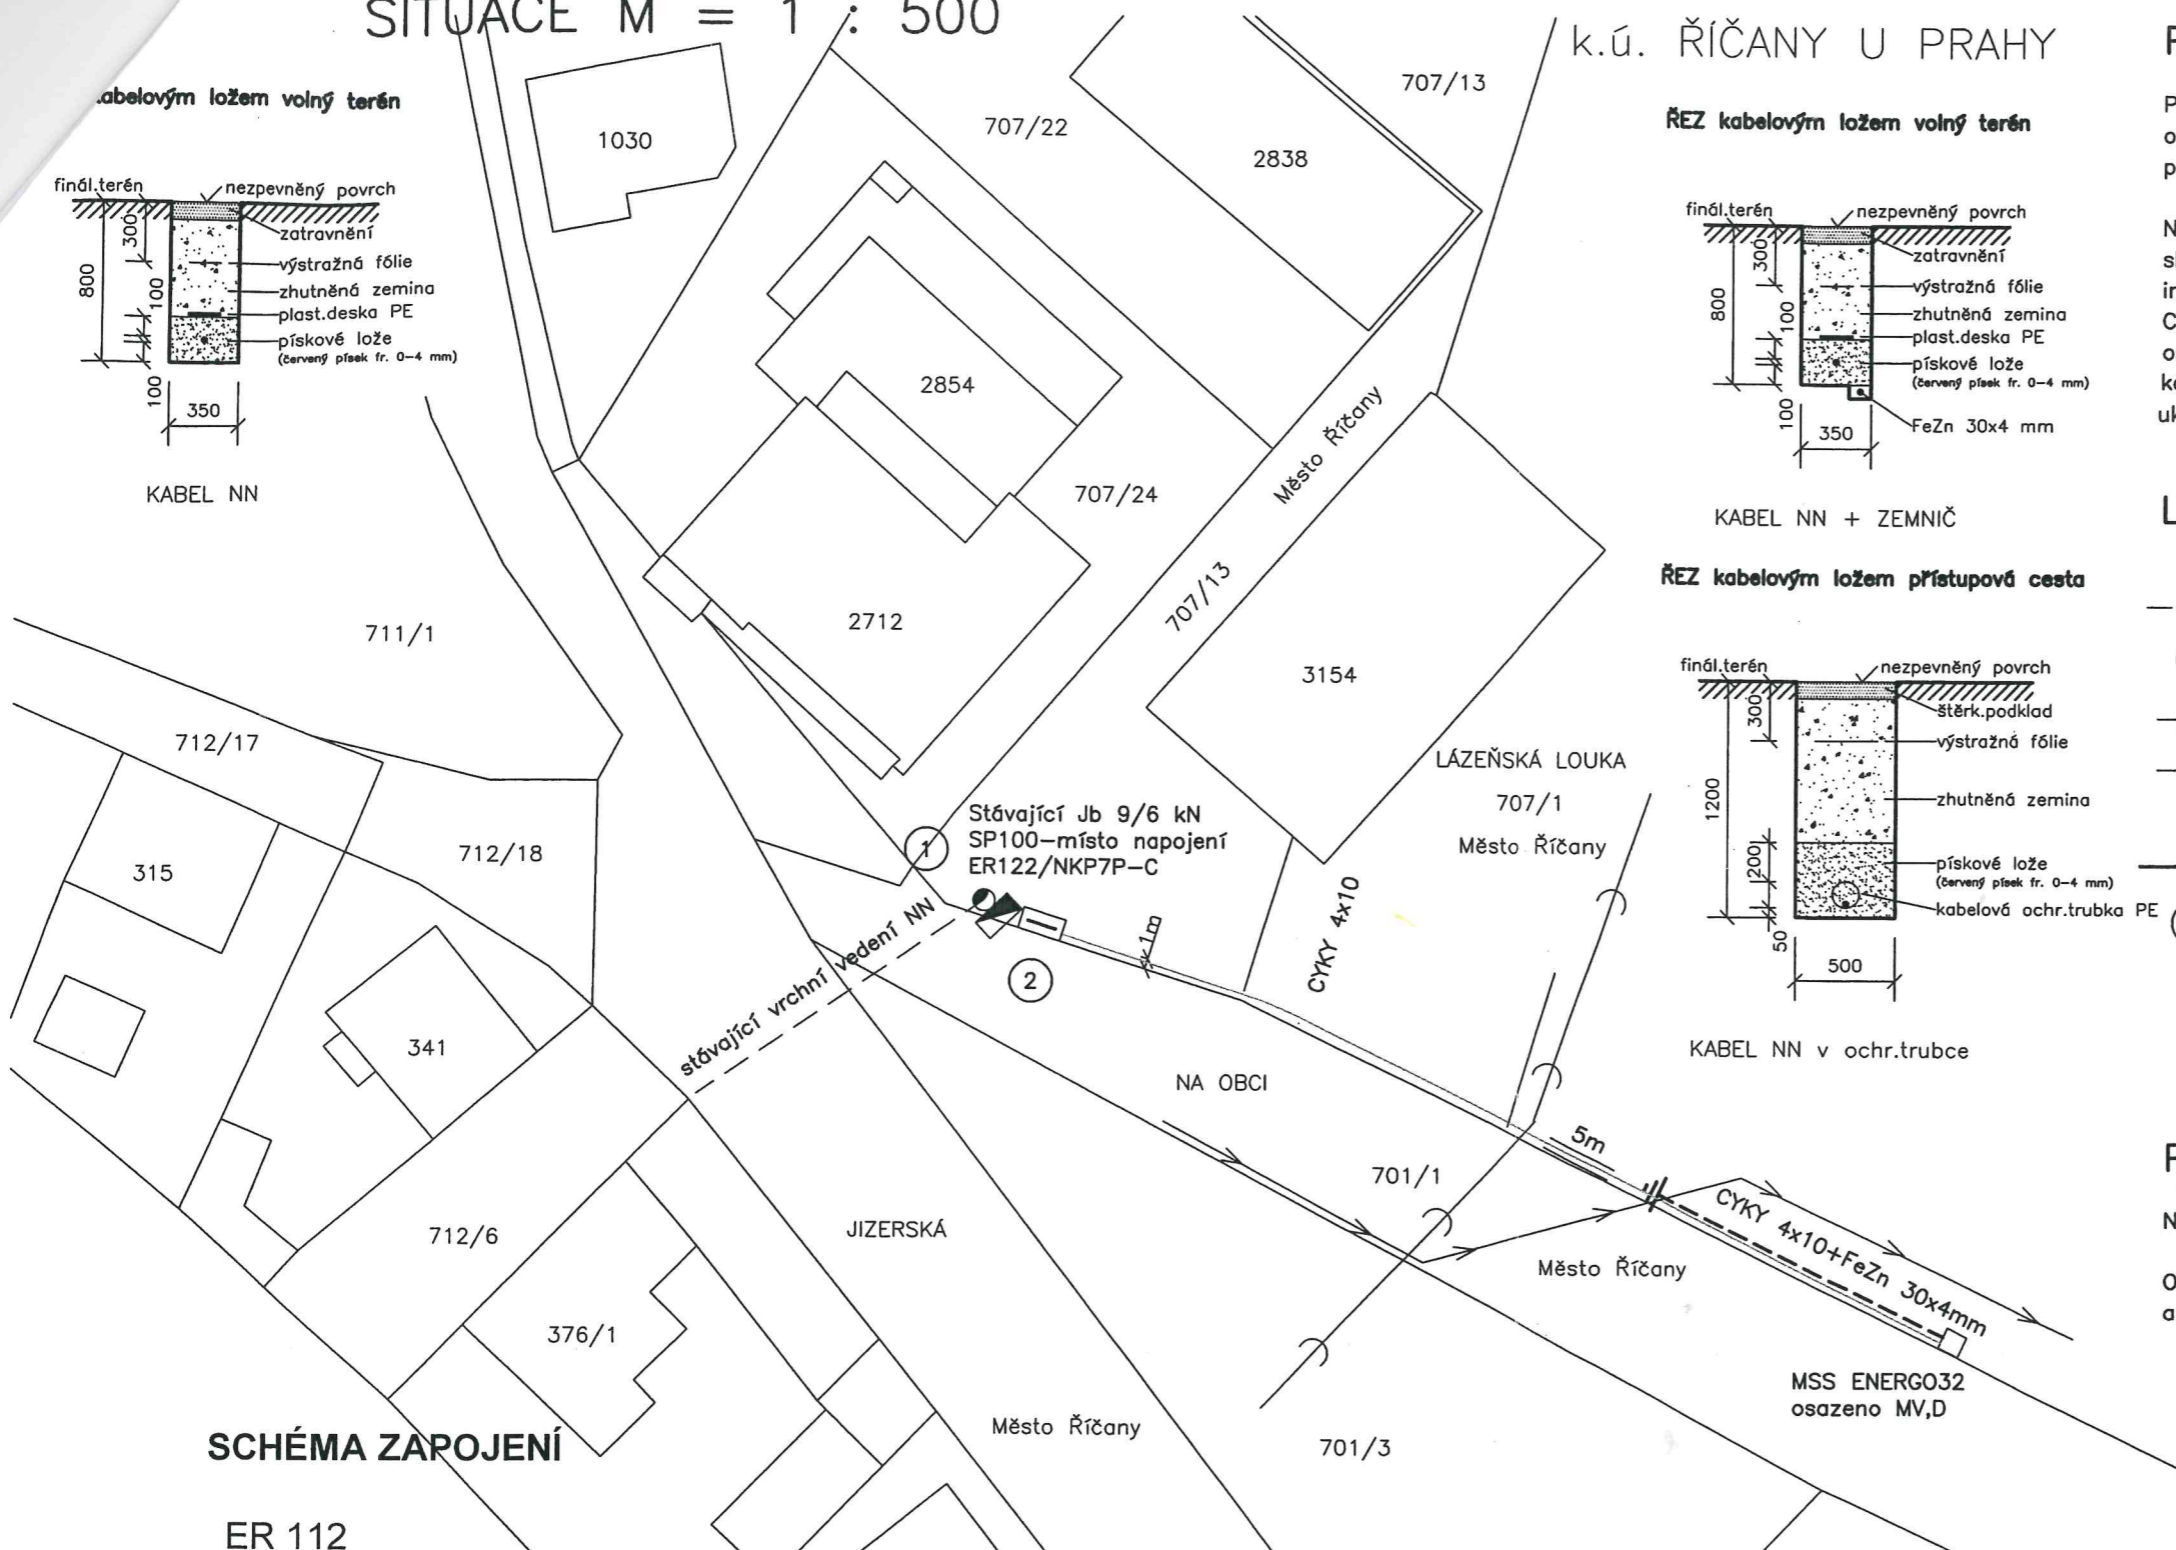 SITUACE M = 1 : 500
k.ú. ŘÍČANY U PRAHY
kabelovým ložem volný terén
finál.terén
nezpevněný povrch
zatravnění
výstražná fólie
zhutněná zemina
plast.deska PE
pískové lože
(červený písek fr. 0-4 mm)
800
300
100
100
350
KABEL NN
ŘEZ kabelovým ložem volný terén
finál.terén
nezpevněný povrch
zatravnění
výstražná fólie
zhutněná zemina
plast.deska PE
pískové lože
(červený písek fr. 0-4 mm)
FeZn 30x4 mm
800
300
100
100
350
KABEL NN + ZEMNIČ
ŘEZ kabelovým ložem přístupová cesta
finál.terén
nezpevněný povrch
štěrk.podklad
výstražná fólie
zhutněná zemina
pískové lože
(červený písek fr. 0-4 mm)
kabelová ochr.trubka PE
1200
300
200
50
500
KABEL NN v ochr.trubce
1030
707/22
707/13
2838
2854
707/24
Město Říčany
707/13
2712
3154
711/1
712/17
712/18
315
341
712/6
376/1
LÁZEŇSKÁ LOUKA
707/1
Město Říčany
1
Stávající Jb 9/6 kN
SP100-místo napojení
ER122/NKP7P-C
2
stávající vrchní vedení NN
1m
CYKY 4x10
NA OBCI
701/1
5m
CYKY 4x10+FeZn 30x4mm
Město Říčany
JIZERSKÁ
MSS ENERGO32
osazeno MV,D
Město Říčany
701/3
SCHÉMA ZAPOJENÍ
ER 112